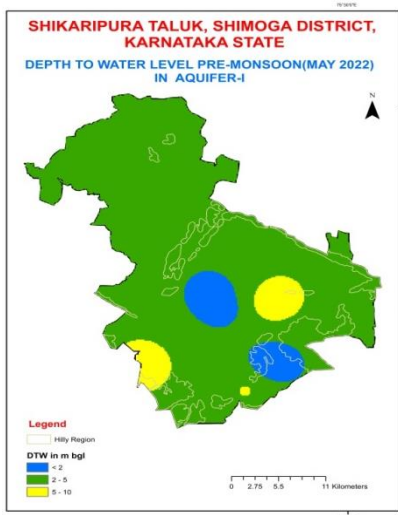 SHIKARIPURA TALUK, SHIMOGA DISTRICT,
KARNATAKA STATE
DEPTH TO WATER LEVEL PRE-MONSOON(MAY 2022)
IN AQUIFER-I
N
Legend
Hilly Region
DTW in m bgl
< 2
2 - 5
5 - 10
0 2.75 5.5 11 Kilometers